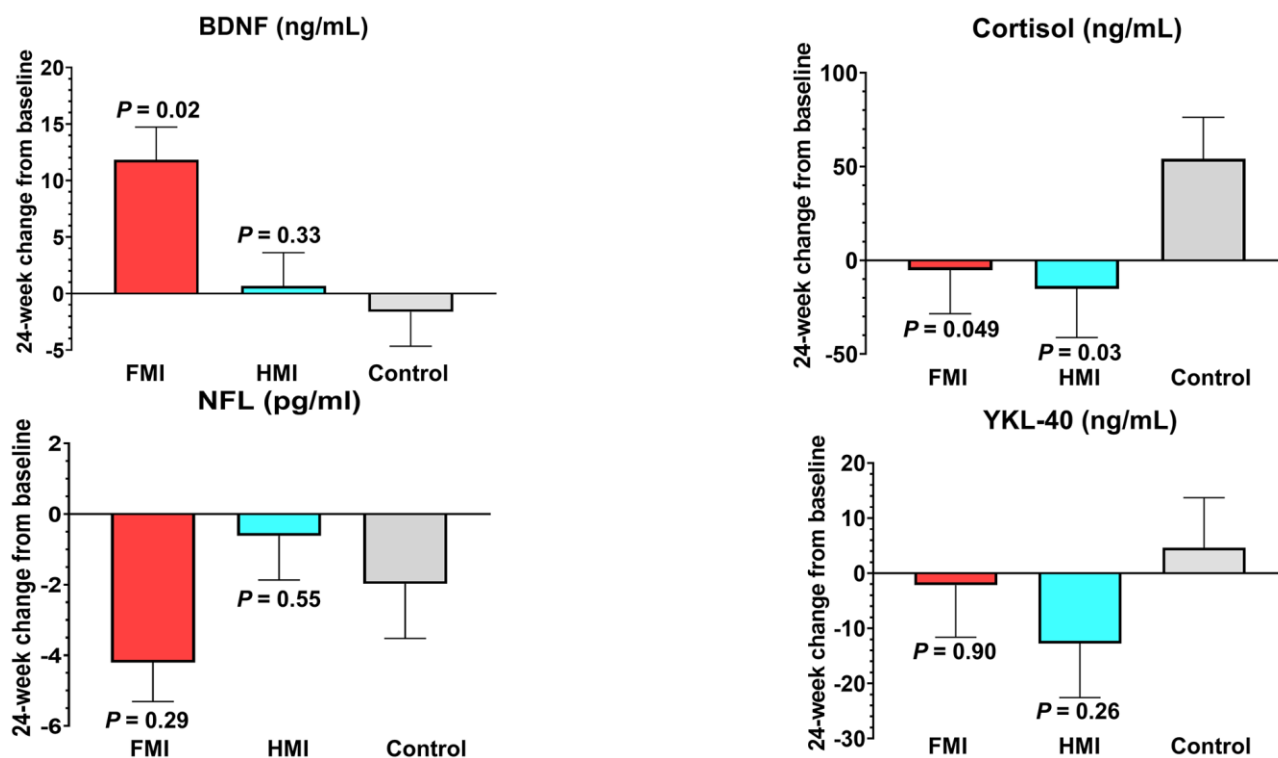 BDNF (ng/mL)
24-week change from baseline
20
15
10
5
0
-5
P = 0.02
P = 0.33
FMI HMI Control
Cortisol (ng/mL)
24-week change from baseline
100
50
0
-50
P = 0.049
P = 0.03
FMI HMI Control
NFL (pg/ml)
24-week change from baseline
2
0
-2
-4
-6
P = 0.29
P = 0.55
FMI HMI Control
YKL-40 (ng/mL)
24-week change from baseline
20
10
0
-10
-20
-30
P = 0.90
P = 0.26
FMI HMI Control